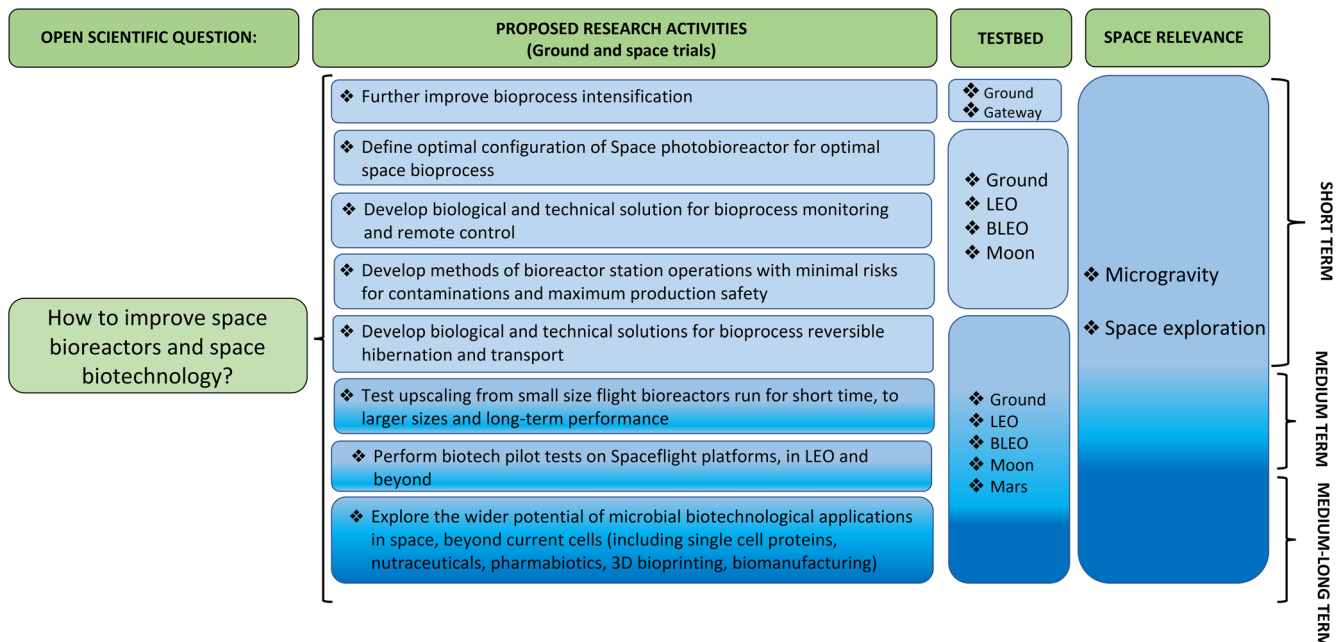 OPEN SCIENTIFIC QUESTION:
PROPOSED RESEARCH ACTIVITIES
(Ground and space trials)
TESTBED
SPACE RELEVANCE
How to improve space
bioreactors and space
biotechnology?
❖ Further improve bioprocess intensification
❖ Define optimal configuration of Space photobioreactor for optimal
space bioprocess
❖ Develop biological and technical solution for bioprocess monitoring
and remote control
❖ Develop methods of bioreactor station operations with minimal risks
for contaminations and maximum production safety
❖ Develop biological and technical solutions for bioprocess reversible
hibernation and transport
❖ Test upscaling from small size flight bioreactors run for short time, to
larger sizes and long-term performance
❖ Perform biotech pilot tests on Spaceflight platforms, in LEO and
beyond
❖ Explore the wider potential of microbial biotechnological applications
in space, beyond current cells (including single cell proteins,
nutraceuticals, pharmabiotics, 3D bioprinting, biomanufacturing)
❖ Ground
❖ Gateway
❖ Ground
❖ LEO
❖ BLEO
❖ Moon
❖ Ground
❖ LEO
❖ BLEO
❖ Moon
❖ Mars
❖ Microgravity
❖ Space exploration
SHORT TERM
MEDIUM TERM
MEDIUM-LONG TERM